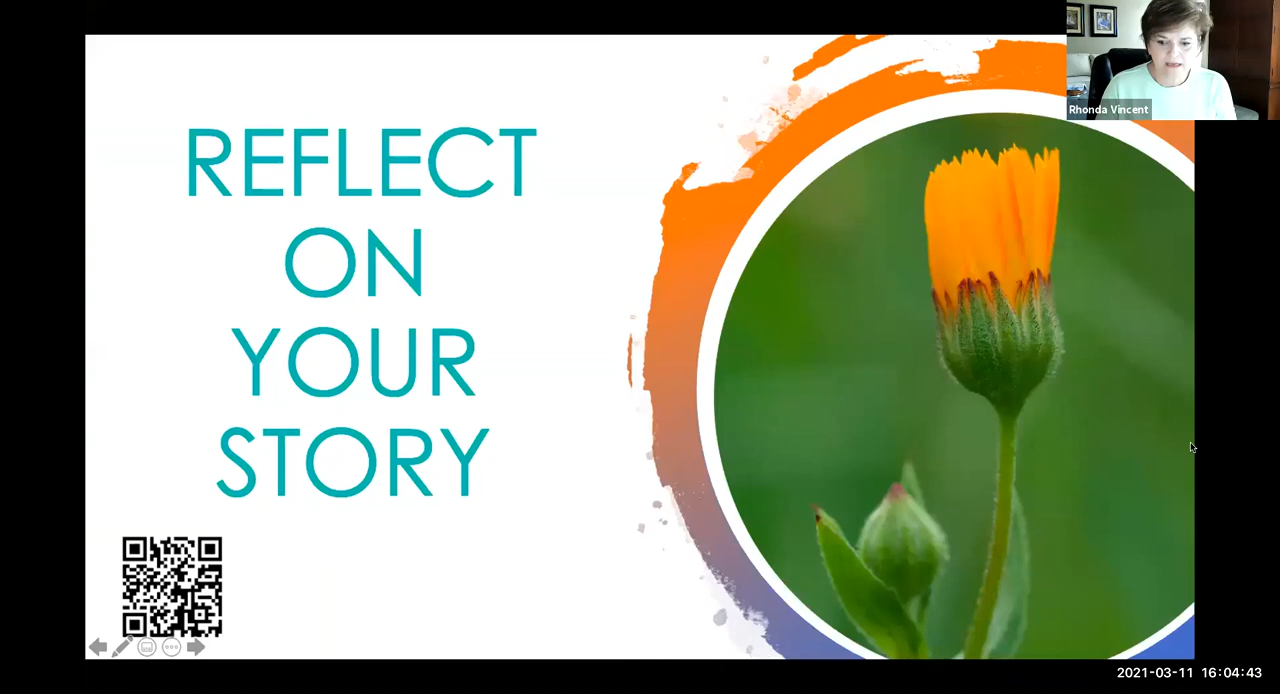 REFLECT
ON
YOUR
STORY
Rhonda Vincent
2021-03-11 16:04:43